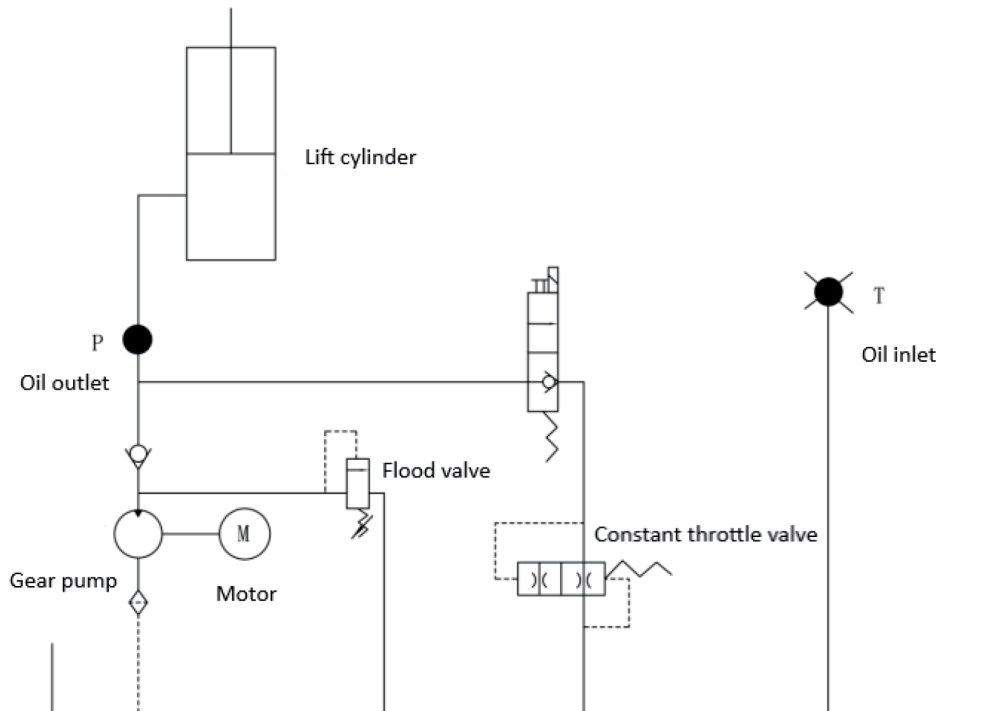 Lift cylinder
P
T
Oil inlet
Oil outlet
Flood valve
Constant throttle valve
M
Gear pump
Motor